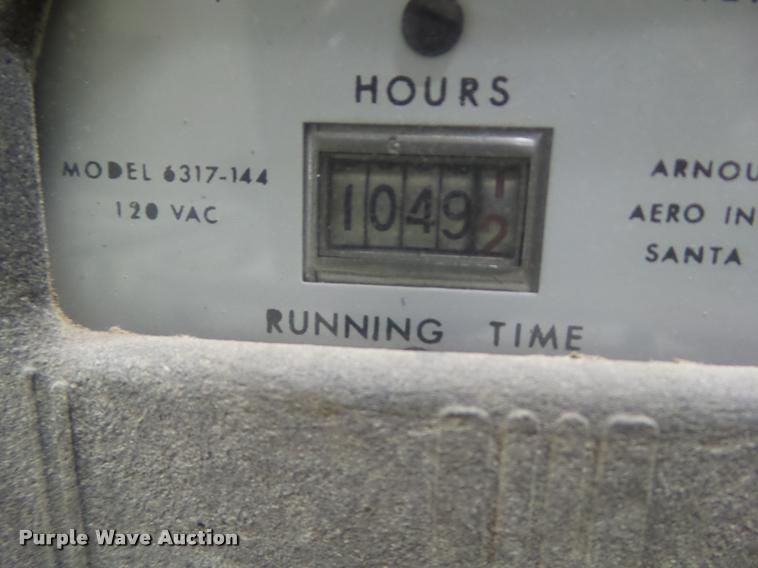 HOURS
MODEL 6317-144
120 VAC
1049
1
2
ARNOU
AERO IN
SANTA
RUNNING TIME
Purple Wave Auction